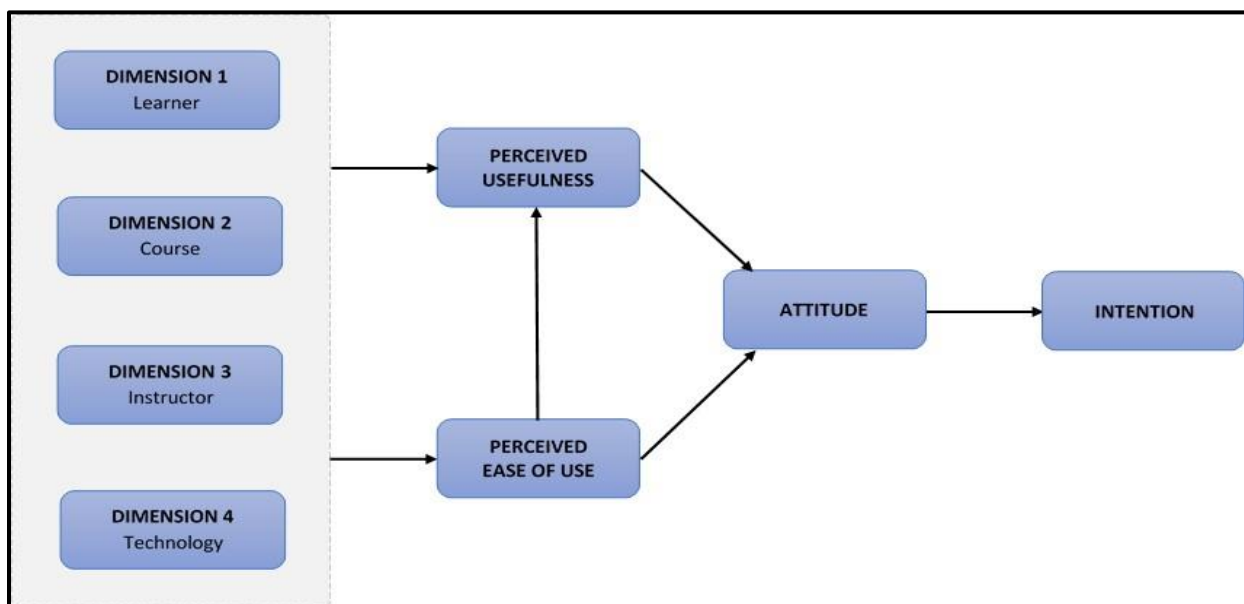 DIMENSION 1
Learner
DIMENSION 2
Course
DIMENSION 3
Instructor
DIMENSION 4
Technology
PERCEIVED
USEFULNESS
PERCEIVED
EASE OF USE
ATTITUDE
INTENTION